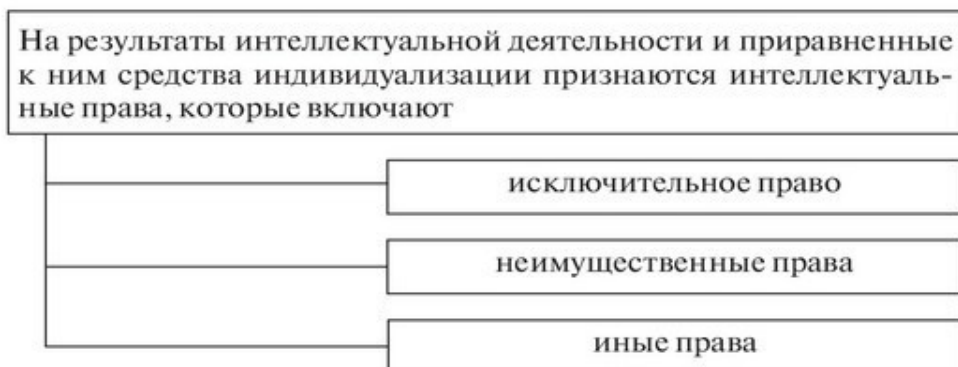 На результаты интеллектуальной деятельности и приравненные
к ним средства индивидуализации признаются интеллектуаль-
ные права, которые включают
исключительное право
неимущественные права
иные права